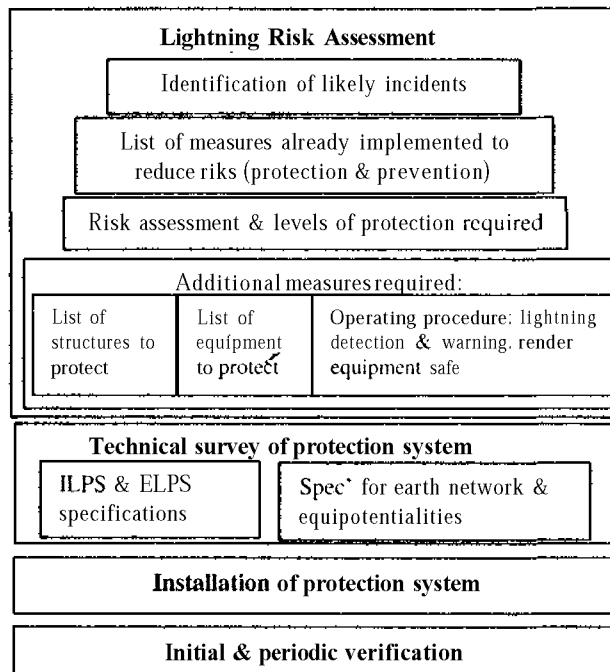 Lightning Risk Assessment
Identification of likely incidents
List of measures already implemented to
reduce riks (protection & prevention)
Risk assessment & levels of protection required
Additional measures required:
List of
structures to
protect
List of
equipment
to protect
Operating procedure: lightning
detection & warning, render
equipment safe
Technical survey of protection system
ILPS & ELPS
specifications
Spec° for earth network &
equipotentialities
Installation of protection system
Initial & periodic verification